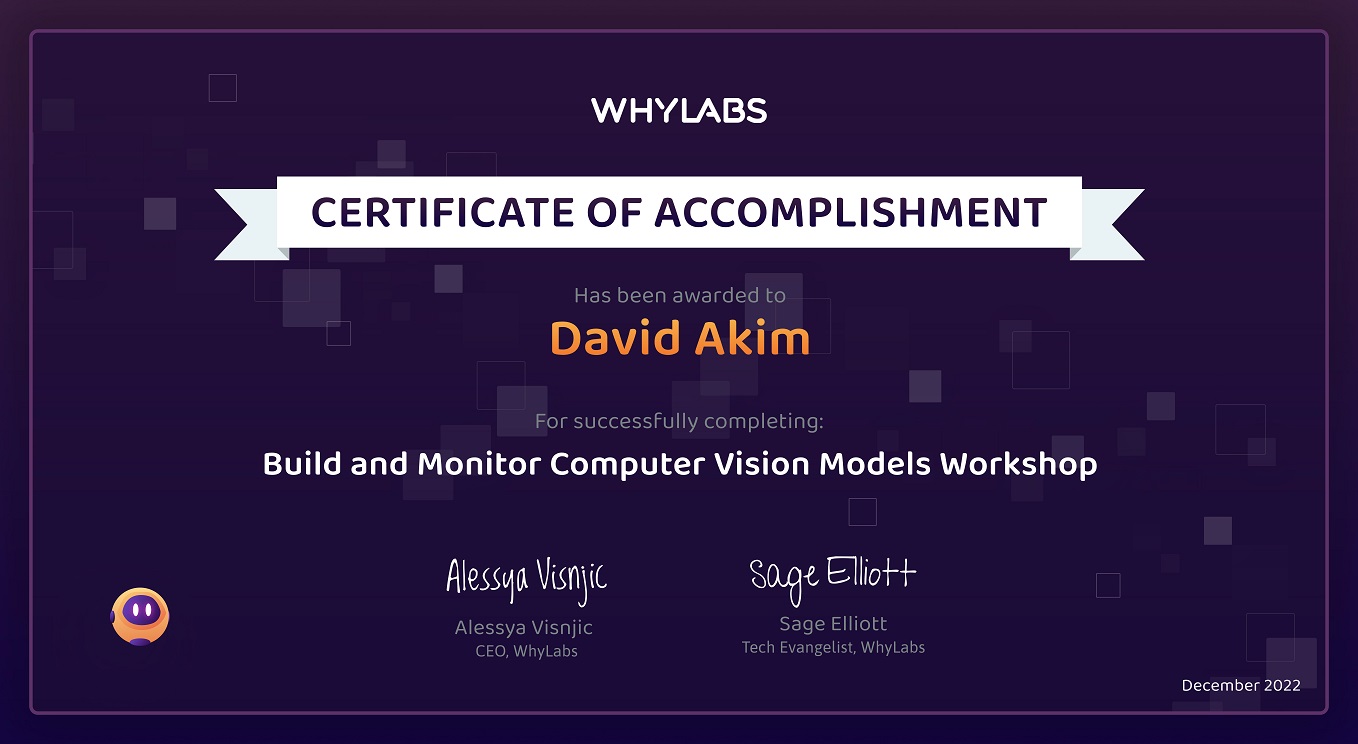 WHYLABS
CERTIFICATE OF ACCOMPLISHMENT
Has been awarded to
David Akim
For successfully completing:
Build and Monitor Computer Vision Models Workshop
Alessya Visnjic
Sage Elliott
Alessya Visnjic
Sage Elliott
CEO, WhyLabs
Tech Evangelist, WhyLabs
December 2022